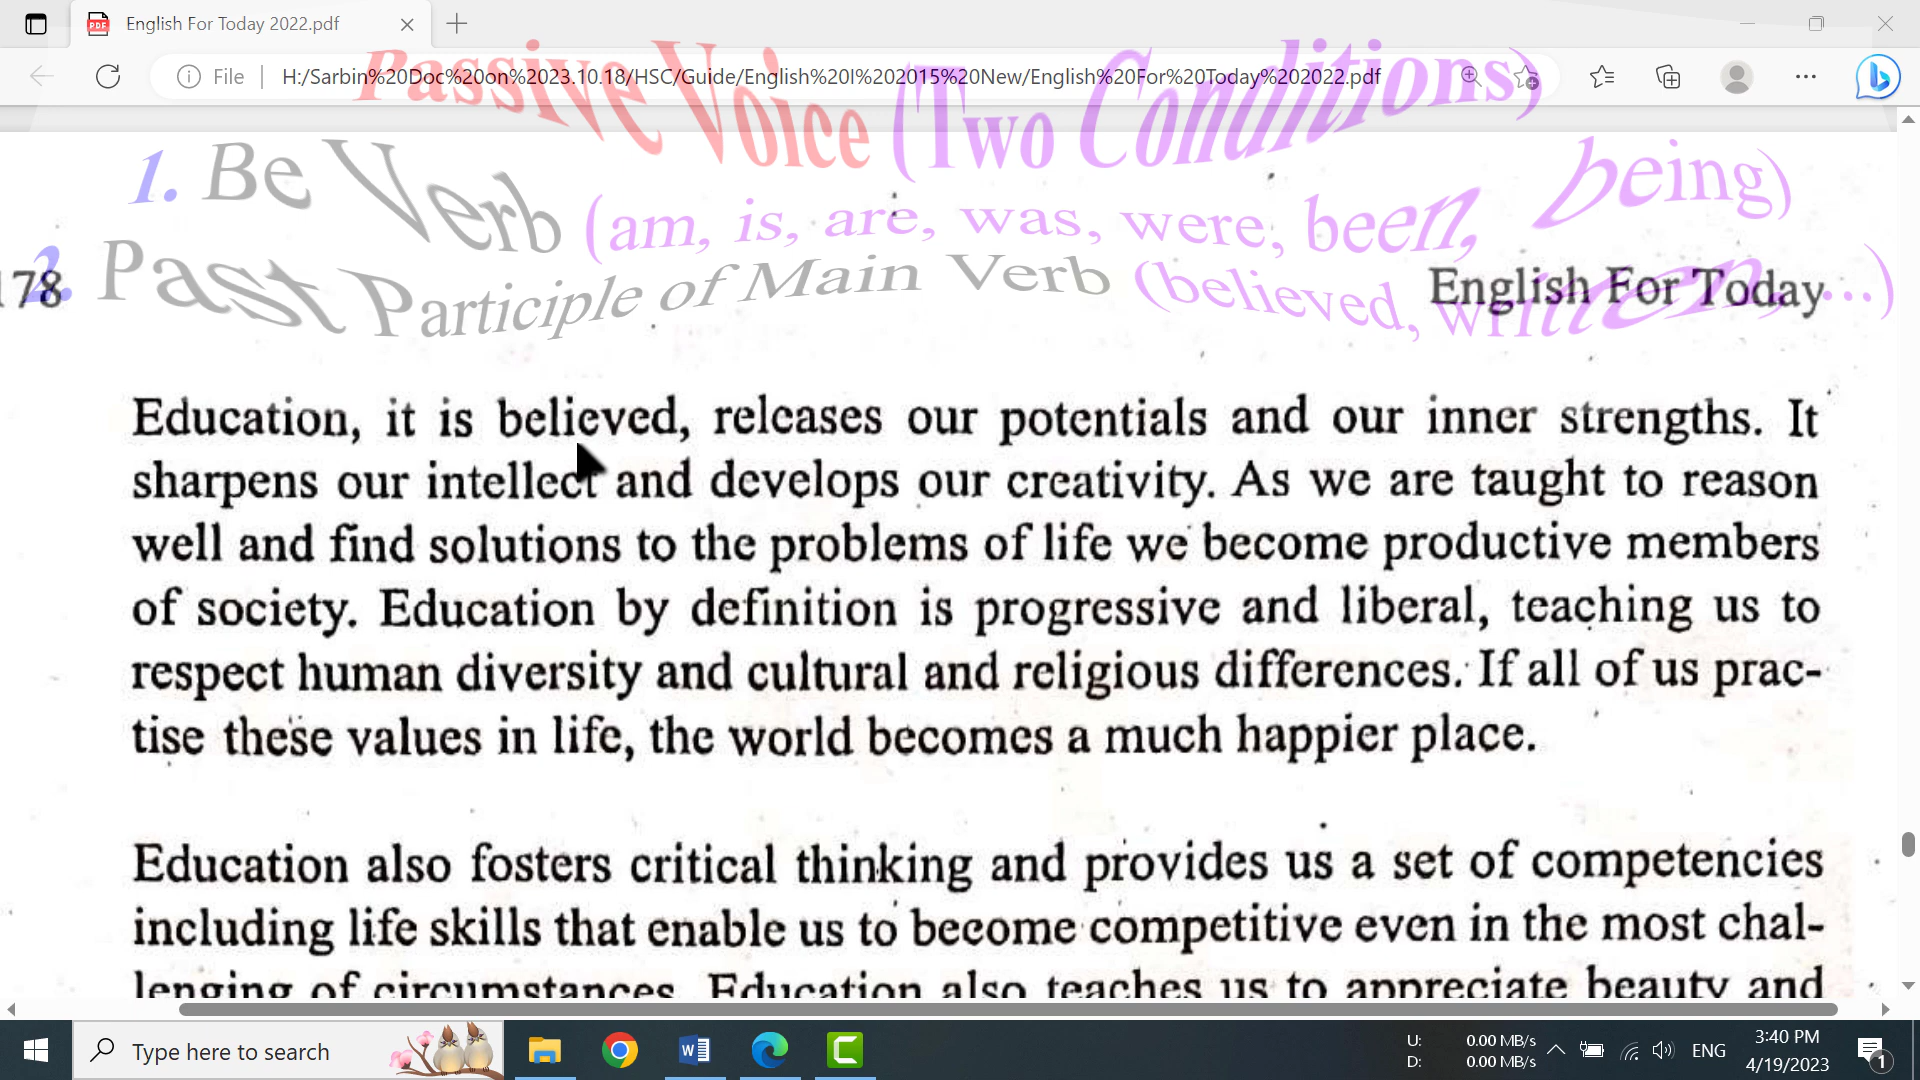 English For Today 2022.pdf
File
H:/Sarbin%20Doc%20on%2023.10.18/HSC/Guide/English%20I%202015%20New/English%20For%20Today%202022.pdf
Passive Voice (Two Conditions)
1. Be Verb (am, is, are, was, were, been, being)
2. Past Participle of Main Verb (believed, written, ...)
178
English For Today
Education, it is believed, releases our potentials and our inner strengths. It
sharpens our intellect and develops our creativity. As we are taught to reason
well and find solutions to the problems of life we become productive members
of society. Education by definition is progressive and liberal, teaching us to
respect human diversity and cultural and religious differences. If all of us prac-
tise these values in life, the world becomes a much happier place.
Education also fosters critical thinking and provides us a set of competencies
including life skills that enable us to become competitive even in the most chal-
lenging of circumstances. Education also teaches us to appreciate beauty and
Type here to search
U: 0.00 MB/s
D: 0.00 MB/s
ENG
3:40 PM
4/19/2023
1